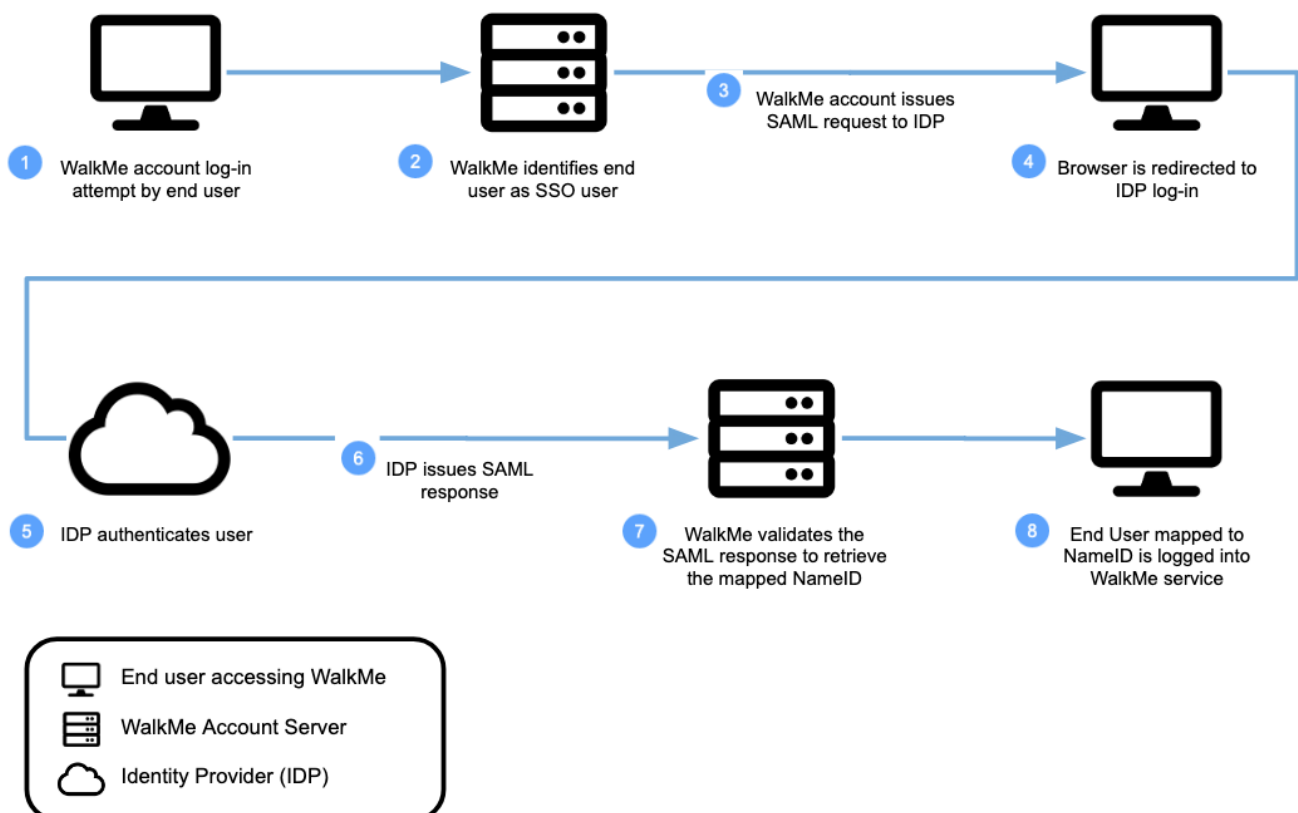 1
WalkMe account log-in
attempt by end user
2
WalkMe identifies end
user as SSO user
3
WalkMe account issues
SAML request to IDP
4
Browser is redirected to
IDP log-in
5
IDP authenticates user
6
IDP issues SAML
response
7
WalkMe validates the
SAML response to retrieve
the mapped NameID
8
End User mapped to
NameID is logged into
WalkMe service
End user accessing WalkMe
WalkMe Account Server
Identity Provider (IDP)